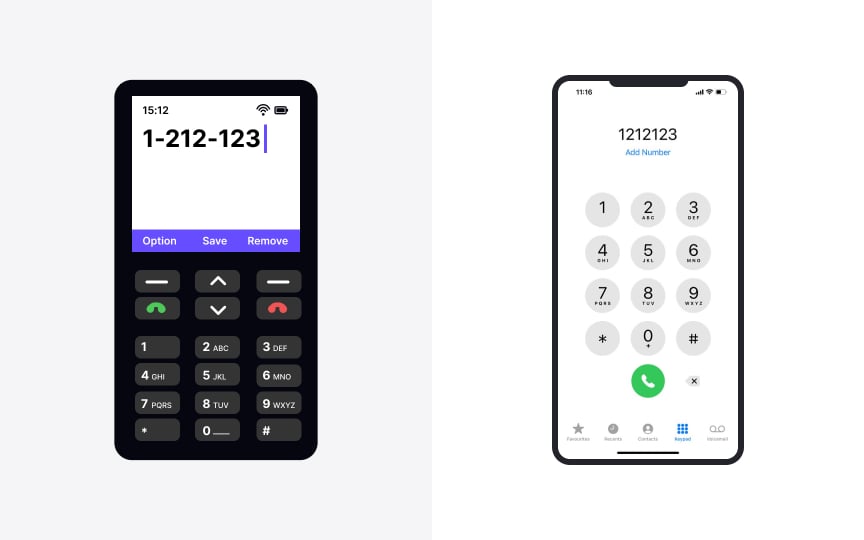 15:12
1-212-123
Option Save Remove
1 2 ABC 3 DEF
4 GHI 5 JKL 6 MNO
7 PQRS 8 TUV 9 WXYZ
* 0 #
11:16
1212123
Add Number
1 2 3
ABC DEF
4 5 6
GHI JKL MNO
7 8 9
PQRS TUV WXYZ
* 0 #
+
Favourites Recents Contacts Keypad Voicemail